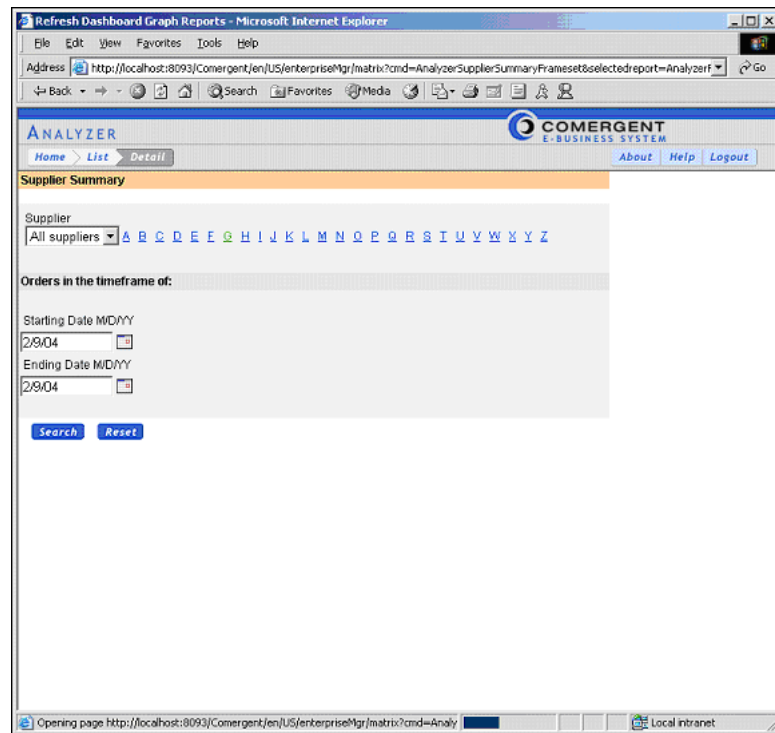 Refresh Dashboard Graph Reports - Microsoft Internet Explorer
File Edit View Favorites Tools Help
Address http://localhost:8093/Comergent/en/US/enterpriseMgr/matrix?cmd=AnalyzerSupplierSummaryFrameset&selectedreport=AnalyzerF Go
Back Search Favorites Media
ANALYZER
COMERGENT
E-BUSINESS SYSTEM
Home List Detail About Help Logout
Supplier Summary
Supplier
All suppliers A B C D E F G H I J K L M N O P Q R S T U V W X Y Z
Orders in the timeframe of:
Starting Date M/D/YY
2/9/04
Ending Date M/D/YY
2/9/04
Search Reset
Opening page http://localhost:8093/Comergent/en/US/enterpriseMgr/matrix?cmd=Analy Local intranet